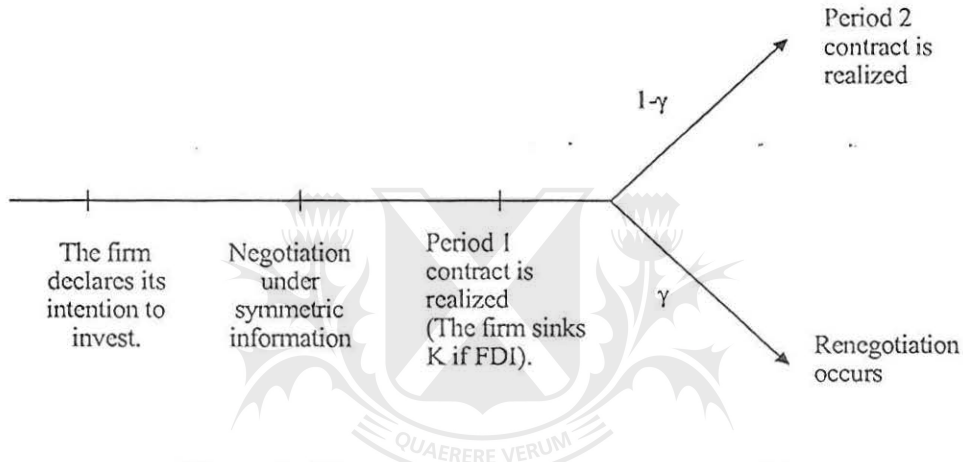 Period 2
contract is
realized
1-γ
The firm
declares its
intention to
invest.
Negotiation
under
symmetric
information
Period 1
contract is
realized
(The firm sinks
K if FDI).
γ
Renegotiation
occurs
QUAERERE VERUM